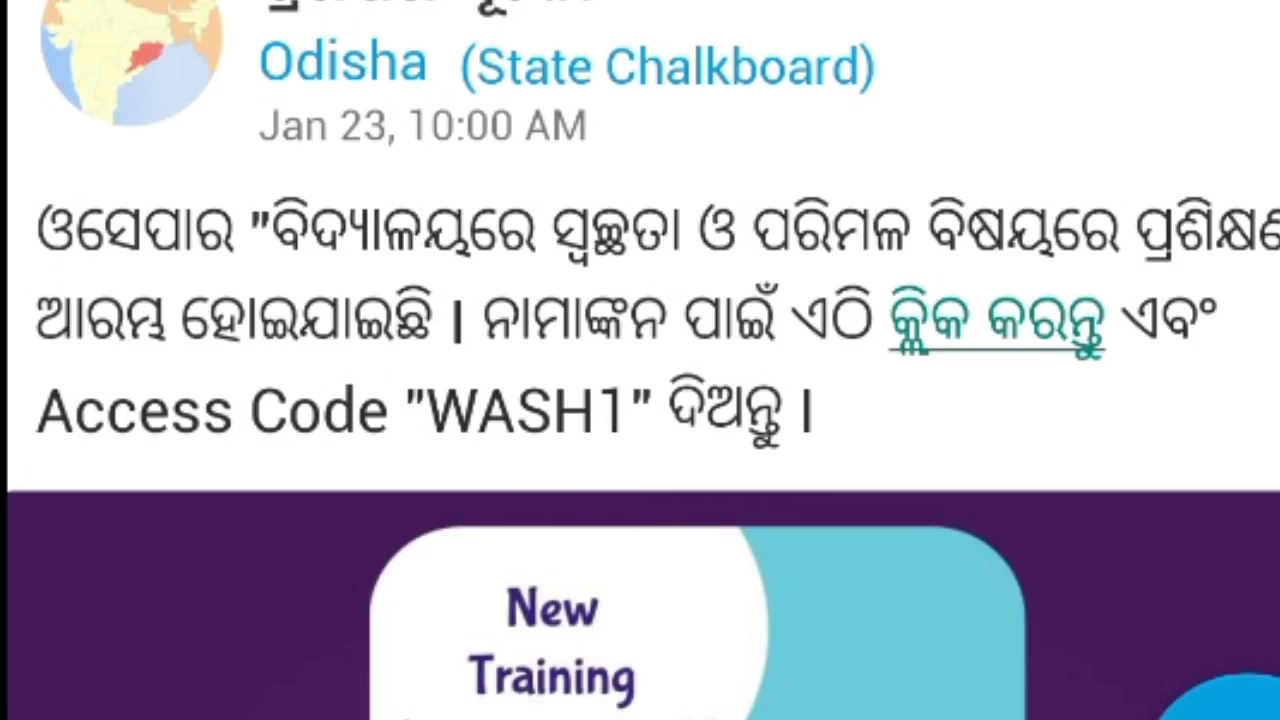 Odisha (State Chalkboard)
Jan 23, 10:00 AM
ଓସେପାର "ବିଦ୍ୟାଳୟରେ ସ୍ୱଚ୍ଛତା ଓ ପରିମଳ ବିଷୟରେ
ଆରମ୍ଭ ହୋଇଯାଇଛି | ନାମାଙ୍କନ ପାଇଁ ଏଠି କ୍ଲିକ କରନ୍ତୁ ଏବଂ
Access Code "WASH1" ଦିଅନ୍ତୁ ।
New
Training